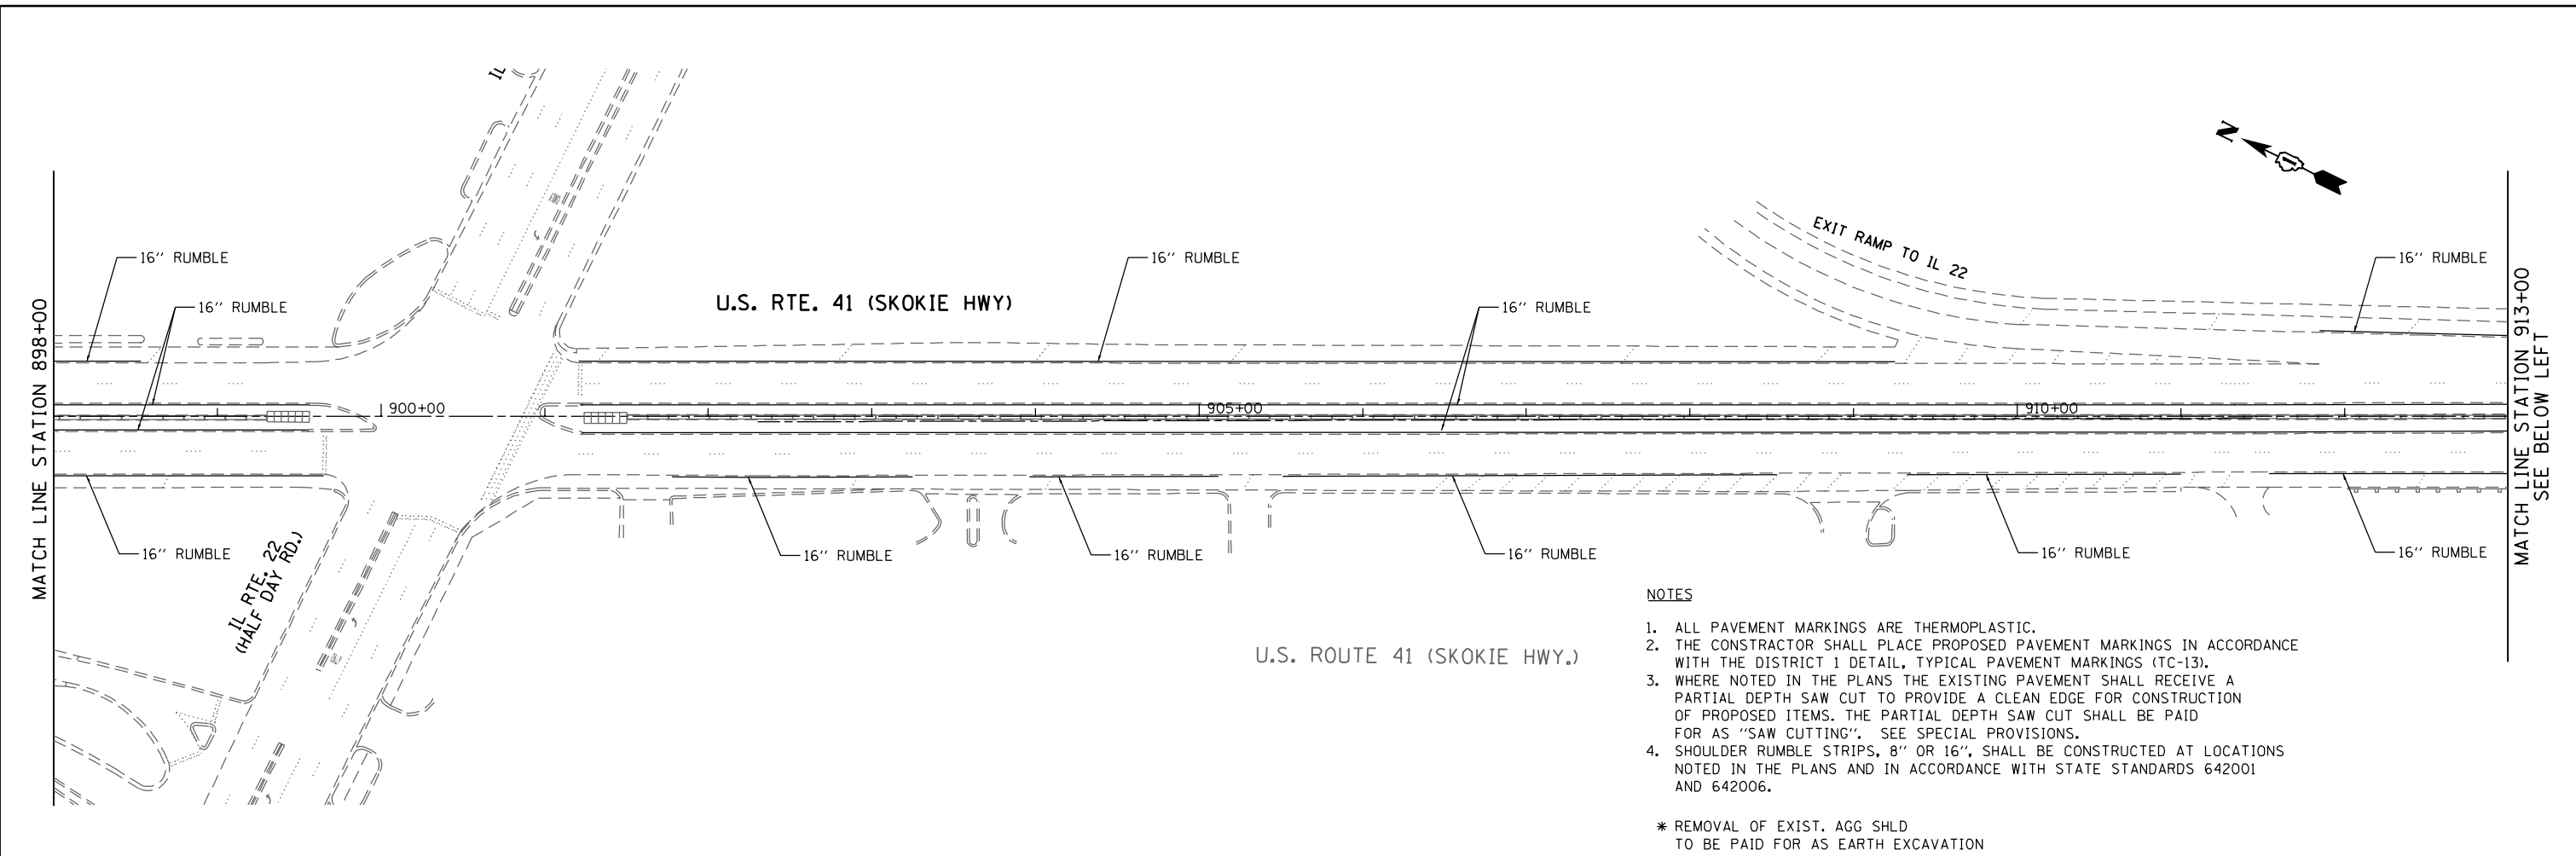 IL
N
EXIT RAMP TO IL 22
16" RUMBLE
16" RUMBLE
16" RUMBLE
U.S. RTE. 41 (SKOKIE HWY)
16" RUMBLE
16" RUMBLE
MATCH LINE STATION 898+00
MATCH LINE STATION 913+00
SEE BELOW LEFT
900+00
905+00
910+00
16" RUMBLE
16" RUMBLE
16" RUMBLE
16" RUMBLE
16" RUMBLE
16" RUMBLE
IL RTE. 22
(HALF DAY RD.)
U.S. ROUTE 41 (SKOKIE HWY.)
NOTES
1. ALL PAVEMENT MARKINGS ARE THERMOPLASTIC.
2. THE CONSTRACTOR SHALL PLACE PROPOSED PAVEMENT MARKINGS IN ACCORDANCE
WITH THE DISTRICT 1 DETAIL, TYPICAL PAVEMENT MARKINGS (TC-13).
3. WHERE NOTED IN THE PLANS THE EXISTING PAVEMENT SHALL RECEIVE A
PARTIAL DEPTH SAW CUT TO PROVIDE A CLEAN EDGE FOR CONSTRUCTION
OF PROPOSED ITEMS. THE PARTIAL DEPTH SAW CUT SHALL BE PAID
FOR AS "SAW CUTTING". SEE SPECIAL PROVISIONS.
4. SHOULDER RUMBLE STRIPS, 8" OR 16", SHALL BE CONSTRUCTED AT LOCATIONS
NOTED IN THE PLANS AND IN ACCORDANCE WITH STATE STANDARDS 642001
AND 642006.
* REMOVAL OF EXIST. AGG SHLD
TO BE PAID FOR AS EARTH EXCAVATION